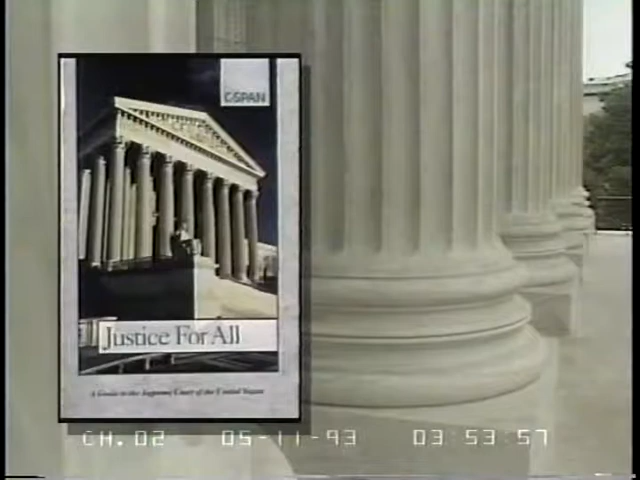 C-SPAN
Justice For All
A Guide to the Supreme Court of the United States
CH. 02 05-11-93 03:53:57